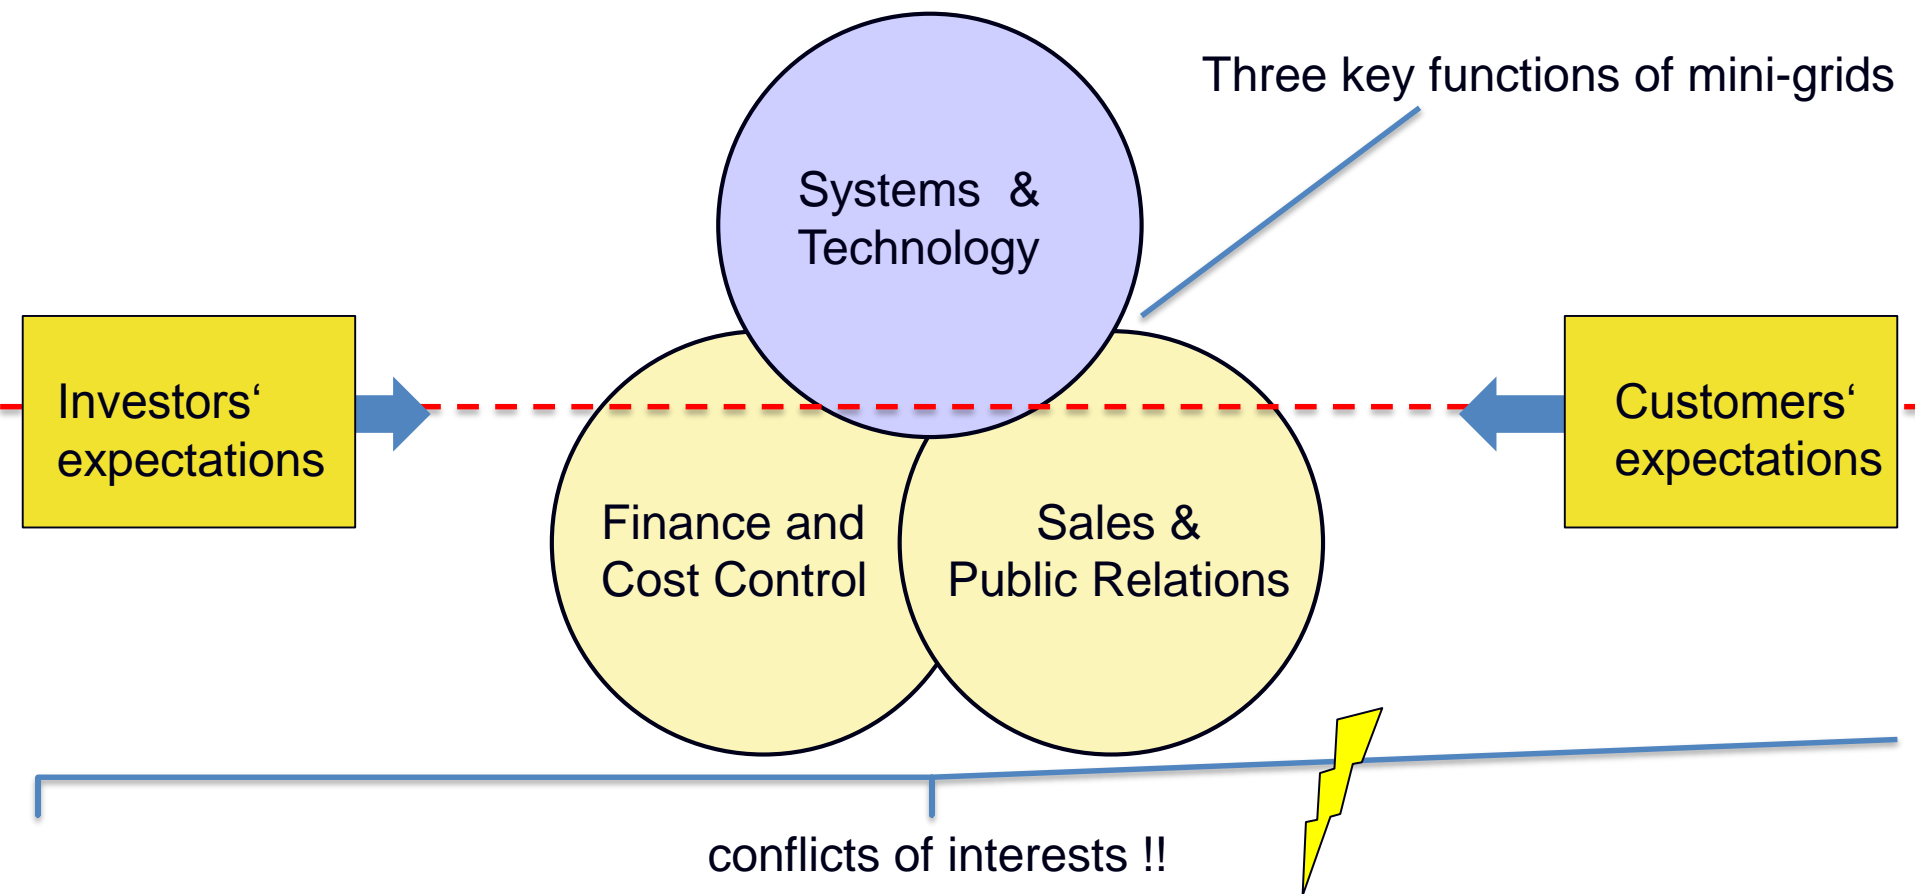 Three key functions of mini-grids
Systems & 
Technology
Investors‘
expectations
Customers‘
expectations
Finance and
Cost Control
Sales &
Public Relations
conflicts of interests !!